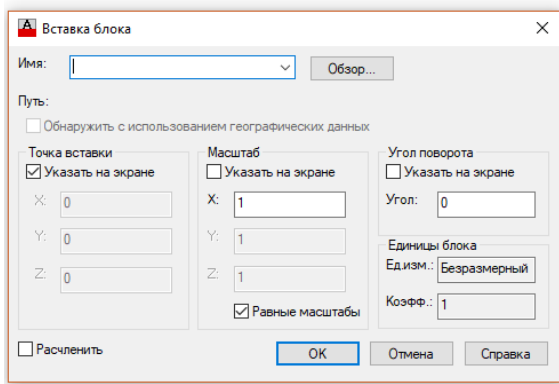 Вставка блока
Имя:
Обзор...
Путь:
Обнаружить с использованием географических данных
Точка вставки
Указать на экране
X: 0
Y: 0
Z: 0
Масштаб
Указать на экране
X: 1
Y: 1
Z: 1
Равные масштабы
Угол поворота
Указать на экране
Угол: 0
Единицы блока
Ед.изм.: Безразмерный
Коэфф.: 1
Расчленить
OK
Отмена
Справка